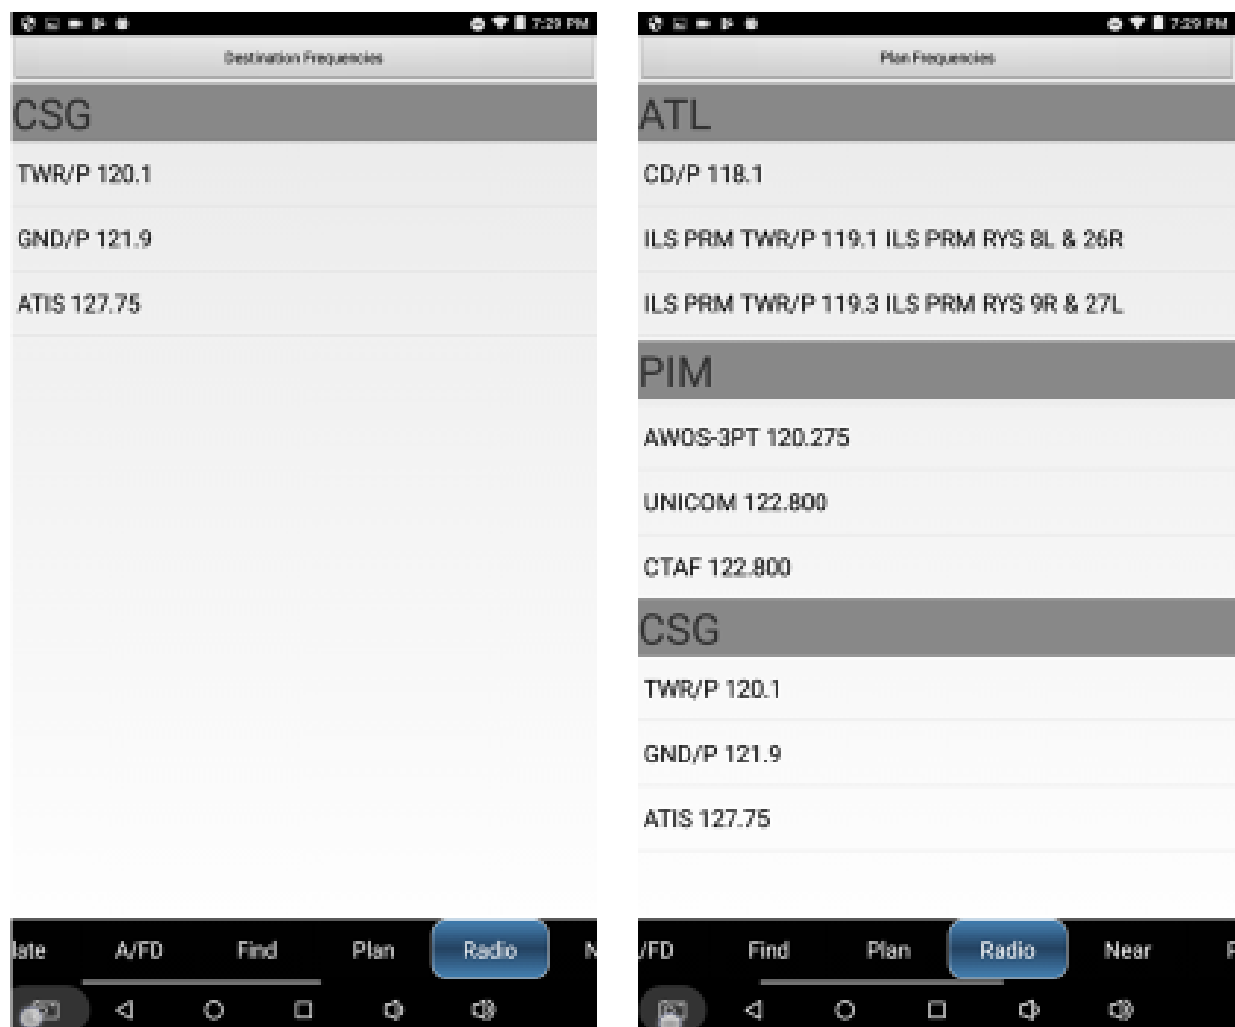 7:29 PM
Destination Frequencies
CSG
TWR/P 120.1
GND/P 121.9
ATIS 127.75
A/FD Find Plan Radio
7:29 PM
Plan Frequencies
ATL
CD/P 118.1
ILS PRM TWR/P 119.1 ILS PRM RYS 8L & 26R
ILS PRM TWR/P 119.3 ILS PRM RYS 9R & 27L
PIM
AWOS-3PT 120.275
UNICOM 122.800
CTAF 122.800
CSG
TWR/P 120.1
GND/P 121.9
ATIS 127.75
/FD Find Plan Radio Near